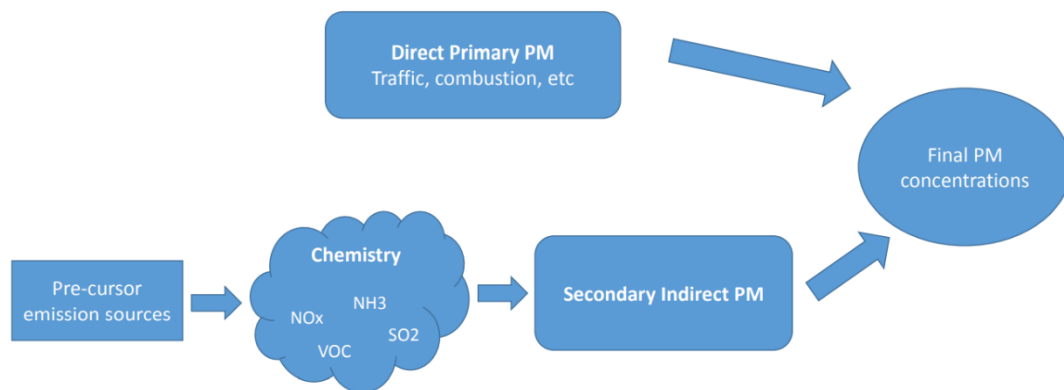 Direct Primary PM
Traffic, combustion, etc
Final PM
concentrations
Chemistry
NH3
NOx
SO2
VOC
Pre-cursor
emission sources
Secondary Indirect PM